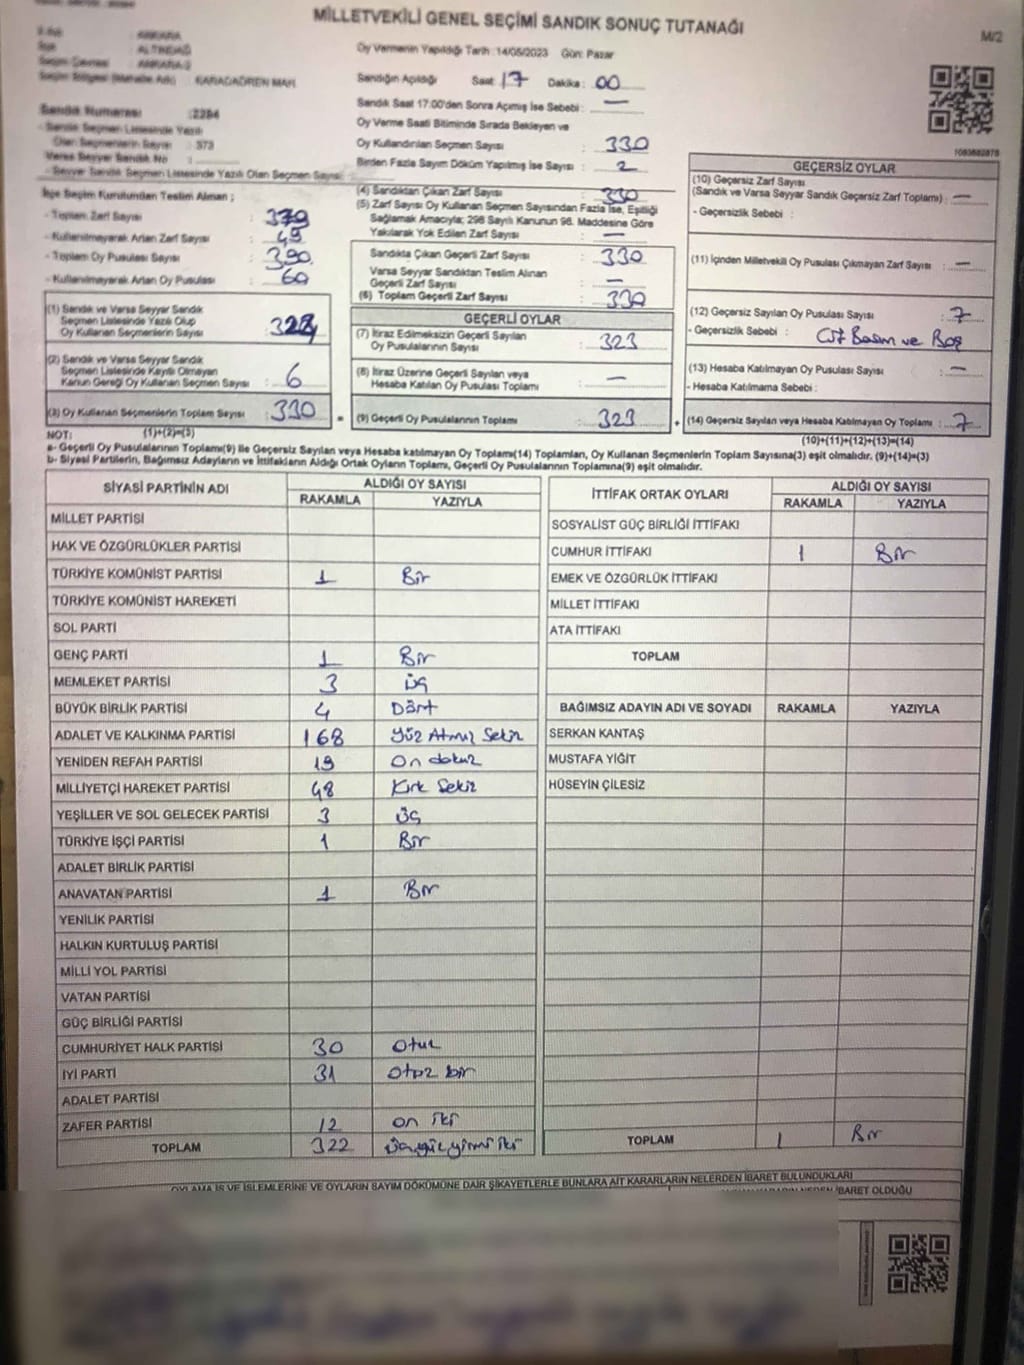 MİLLETVEKİLİ GENEL SEÇİMİ SANDIK SONUÇ TUTANAĞI
M/2
ANKARA
ALTINDAĞ
ANKARA-2
KARACAÖREN MAH.
Oy Vermenin Yapıldığı Tarih :14/05/2023 Gün: Pazar
Sandığın Açıldığı Saat: 17 Dakika : 00
Sandık Saat 17:00'den Sonra Açılmış İse Sebebi : —
Oy Verme Saati Bitiminde Sırada Bekleyen ve
Oy Kullandırılan Seçmen Sayısı : 330
Birden Fazla Sayım Döküm Yapılmış İse Sayısı : 2
Sandık Numarası :2284
- Sandık Seçmen Listesinde Yazılı
Olan Seçmenlerin Sayısı : 373
Varsa Seyyar Sandık No :
- Seyyar Sandık Seçmen Listesinde Yazılı Olan Seçmen Sayısı:
İlçe Seçim Kurulundan Teslim Alınan ;
- Toplam Zarf Sayısı : 379
- Kullanılmayarak Artan Zarf Sayısı : 49
- Toplam Oy Pusulası Sayısı : 390
- Kullanılmayarak Artan Oy Pusulası : 60
(1) Sandık ve Varsa Seyyar Sandık
Seçmen Listesinde Yazılı Olup
Oy Kullanan Seçmenlerin Sayısı : 324
(2) Sandık ve Varsa Seyyar Sandık
Seçmen Listesinde Kayıtlı Olmayan
Kanun Gereği Oy Kullanan Seçmen Sayısı : 6
(3) Oy Kullanan Seçmenlerin Toplam Sayısı : 330
(1)+(2)=(3)
(4) Sandıktan Çıkan Zarf Sayısı : 330
(5) Zarf Sayısı Oy Kullanan Seçmen Sayısından Fazla İse, Eşitliği
Sağlamak Amacıyla; 298 Sayılı Kanunun 98. Maddesine Göre
Yakılarak Yok Edilen Zarf Sayısı : —
Sandıkta Çıkan Geçerli Zarf Sayısı : 330
Varsa Seyyar Sandıktan Teslim Alınan
Geçerli Zarf Sayısı : —
(6) Toplam Geçerli Zarf Sayısı : 330
GEÇERLİ OYLAR
(7) İtiraz Edilmeksizin Geçerli Sayılan
Oy Pusulalarının Sayısı : 323
(8) İtiraz Üzerine Geçerli Sayılan veya
Hesaba Katılan Oy Pusulası Toplamı : —
= (9) Geçerli Oy Pusulalarının Toplamı : 323
1083682878
GEÇERSİZ OYLAR
(10) Geçersiz Zarf Sayısı
(Sandık ve Varsa Seyyar Sandık Geçersiz Zarf Toplamı) : —
- Geçersizlik Sebebi :
(11) İçinden Milletvekili Oy Pusulası Çıkmayan Zarf Sayısı : —
(12) Geçersiz Sayılan Oy Pusulası Sayısı : 7
- Geçersizlik Sebebi : Çift Basım ve Boş
(13) Hesaba Katılmayan Oy Pusulası Sayısı : —
- Hesaba Katılmama Sebebi :
+ (14) Geçersiz Sayılan veya Hesaba Katılmayan Oy Toplamı : 7
(10)+(11)+(12)+(13)=(14)
NOT:
a- Geçerli Oy Pusulalarının Toplamı(9) ile Geçersiz Sayılan veya Hesaba katılmayan Oy Toplamı(14) Toplamları, Oy Kullanan Seçmenlerin Toplam Sayısına(3) eşit olmalıdır. (9)+(14)=(3)
b- Siyasi Partilerin, Bağımsız Adayların ve İttifakların Aldığı Ortak Oyların Toplamı, Geçerli Oy Pusulalarının Toplamına(9) eşit olmalıdır.
SİYASİ PARTİNİN ADI ALDIĞI OY SAYISI
RAKAMLA YAZIYLA
MİLLET PARTİSİ
HAK VE ÖZGÜRLÜKLER PARTİSİ
TÜRKİYE KOMÜNİST PARTİSİ 1 Bir
TÜRKİYE KOMÜNİST HAREKETİ
SOL PARTİ
GENÇ PARTİ 1 Bir
MEMLEKET PARTİSİ 3 üç
BÜYÜK BİRLİK PARTİSİ 4 Dört
ADALET VE KALKINMA PARTİSİ 168 Yüz Atmış Sekiz
YENİDEN REFAH PARTİSİ 19 On dokuz
MİLLİYETÇİ HAREKET PARTİSİ 48 Kırk Sekiz
YEŞİLLER VE SOL GELECEK PARTİSİ 3 üç
TÜRKİYE İŞÇİ PARTİSİ 1 Bir
ADALET BİRLİK PARTİSİ
ANAVATAN PARTİSİ 1 Bir
YENİLİK PARTİSİ
HALKIN KURTULUŞ PARTİSİ
MİLLİ YOL PARTİSİ
VATAN PARTİSİ
GÜÇ BİRLİĞİ PARTİSİ
CUMHURİYET HALK PARTİSİ 30 Otuz
İYİ PARTİ 31 Otuz bir
ADALET PARTİSİ
ZAFER PARTİSİ 12 on iki
TOPLAM 322 Üçyüzyirmi iki
İTTİFAK ORTAK OYLARI ALDIĞI OY SAYISI
RAKAMLA YAZIYLA
SOSYALİST GÜÇ BİRLİĞİ İTTİFAKI
CUMHUR İTTİFAKI 1 Bir
EMEK VE ÖZGÜRLÜK İTTİFAKI
MİLLET İTTİFAKI
ATA İTTİFAKI
TOPLAM
BAĞIMSIZ ADAYIN ADI VE SOYADI RAKAMLA YAZIYLA
SERKAN KANTAŞ
MUSTAFA YİĞİT
HÜSEYİN ÇİLESİZ
TOPLAM 1 Bir
OYLAMA İŞ VE İŞLEMLERİNE VE OYLARIN SAYIM DÖKÜMÜNE DAİR ŞİKAYETLERLE BUNLARA AİT KARARLARIN NELERDEN İBARET BULUNDUKLARI
İBARET OLDUĞU